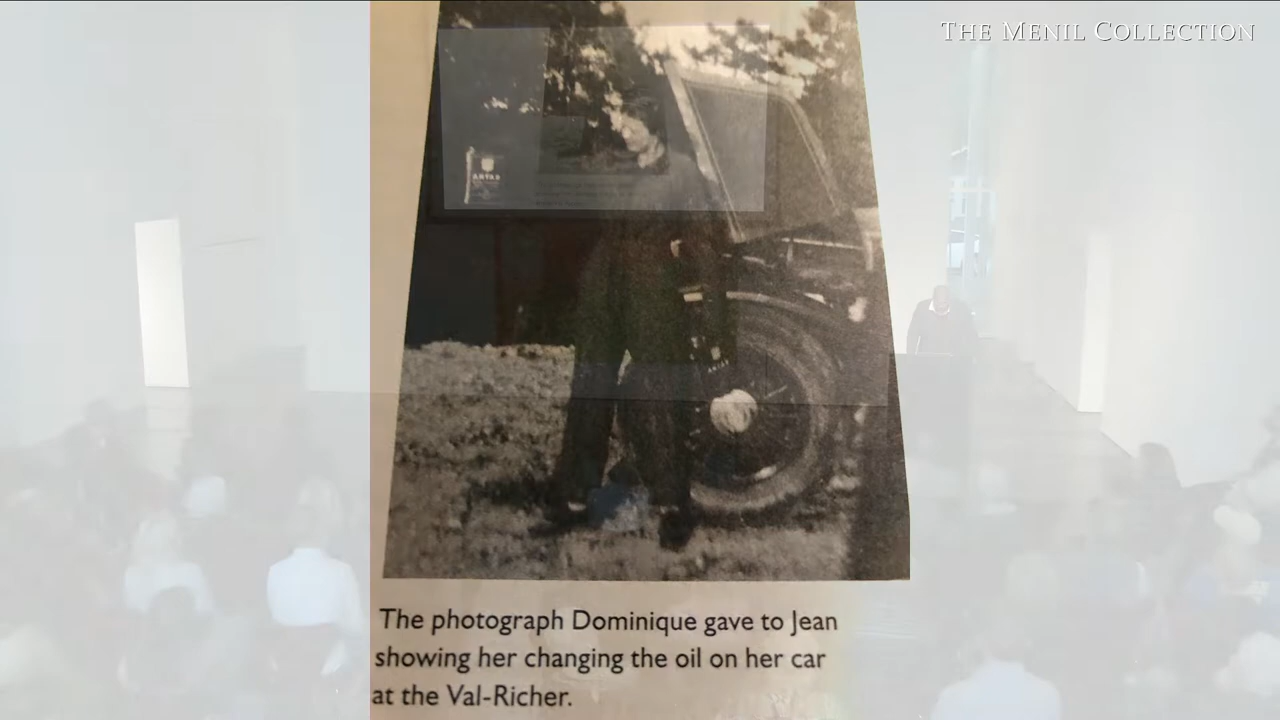 THE MENIL COLLECTION
ANTAR
The photograph Dominique gave to Jean
showing her changing the oil on her car
at the Val-Richer.